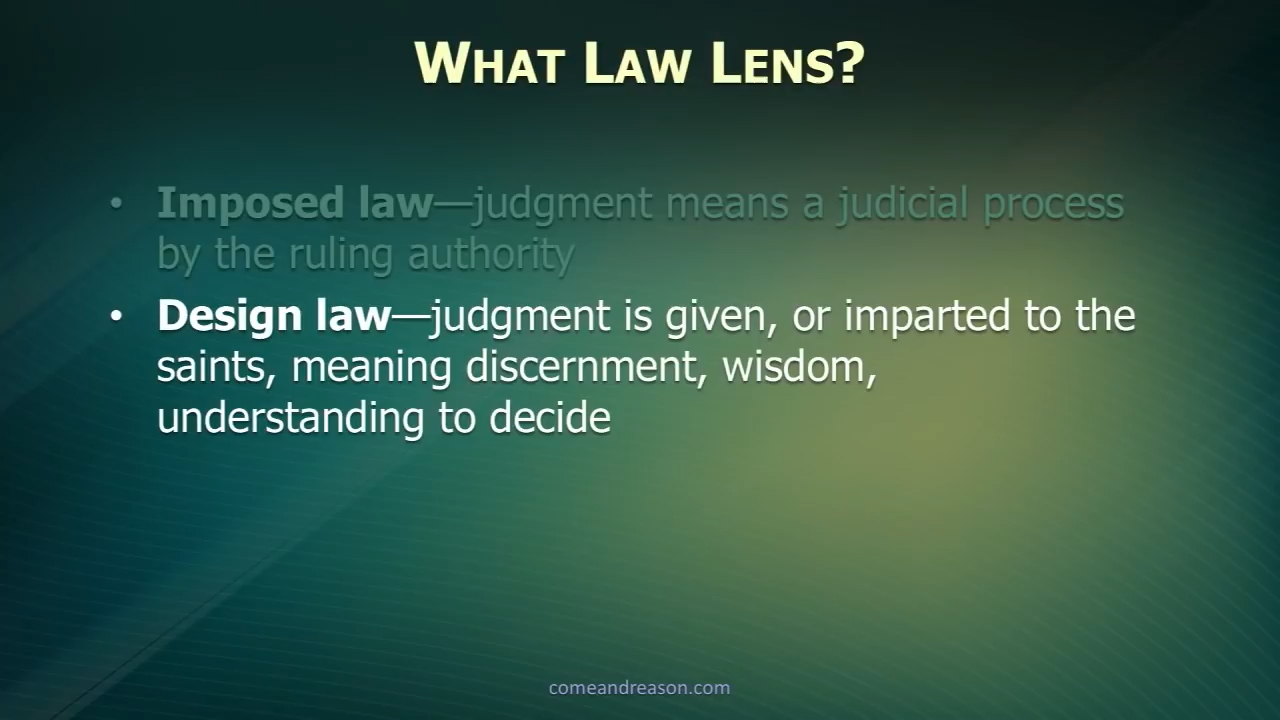 WHAT LAW LENS?
• Imposed law—judgment means a judicial process
by the ruling authority
• Design law—judgment is given, or imparted to the
saints, meaning discernment, wisdom,
understanding to decide
comeandreason.com